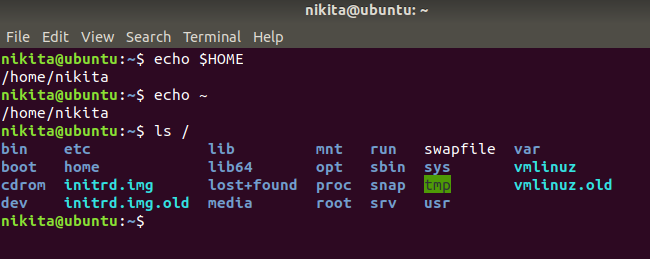 nikita@ubuntu: ~
File Edit View Search Terminal Help
nikita@ubuntu:~$ echo $HOME
/home/nikita
nikita@ubuntu:~$ echo ~
/home/nikita
nikita@ubuntu:~$ ls /
bin etc lib mnt run swapfile var
boot home lib64 opt sbin sys vmlinuz
cdrom initrd.img lost+found proc snap tmp vmlinuz.old
dev initrd.img.old media root srv usr
nikita@ubuntu:~$